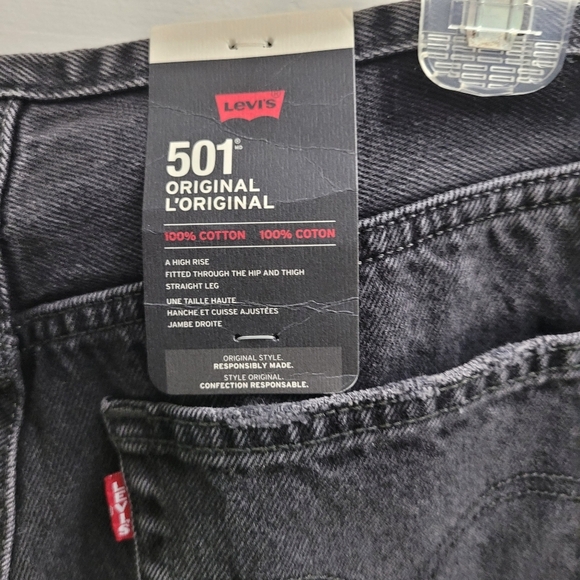 Levi's
501® MD
ORIGINAL
L'ORIGINAL
100% COTTON 100% COTON
A HIGH RISE
FITTED THROUGH THE HIP AND THIGH
STRAIGHT LEG
UNE TAILLE HAUTE
HANCHE ET CUISSE AJUSTÉES
JAMBE DROITE
ORIGINAL STYLE.
RESPONSIBLY MADE.
STYLE ORIGINAL.
CONFECTION RESPONSABLE.
LEVI'S